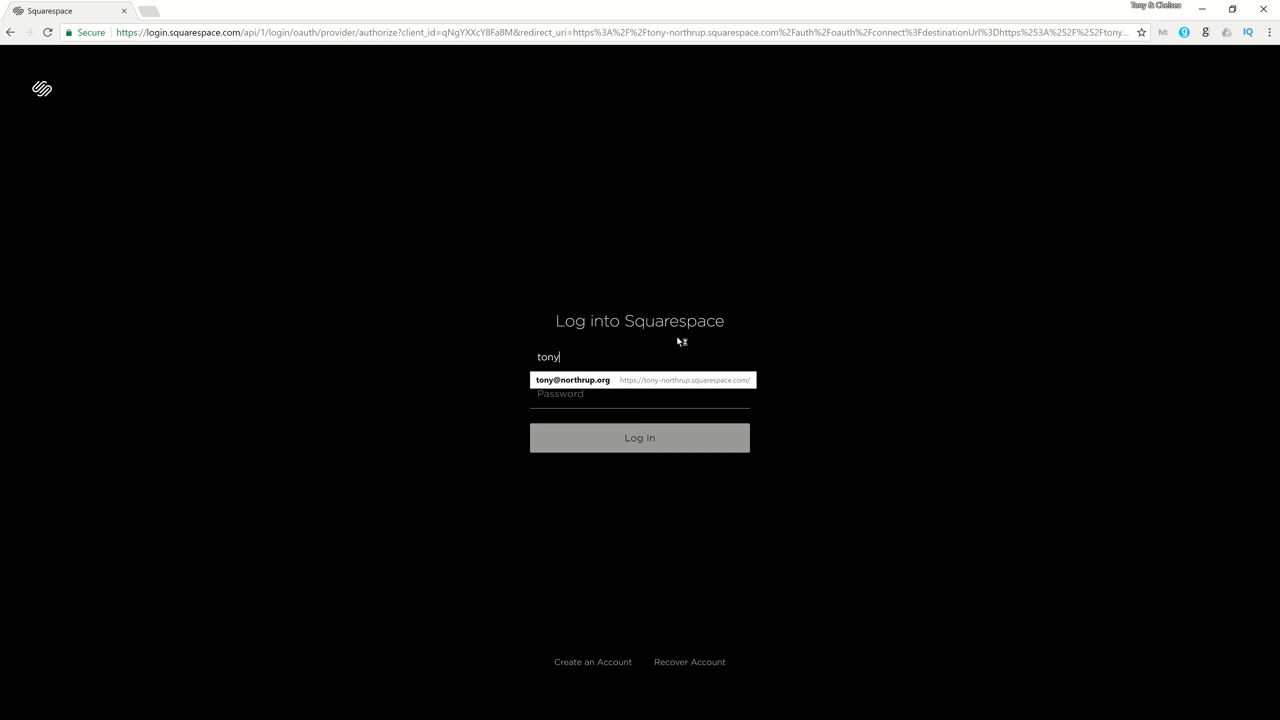 Squarespace
Tony & Chelsea
Secure https://login.squarespace.com/api/1/login/oauth/provider/authorize?client_id=qNgYXXcY8Fa8M&redirect_uri=https%3A%2F%2Ftony-northrup.squarespace.com%2Fauth%2Foauth%2Fconnect%3FdestinationUrl%3Dhttps%253A%252F%252Ftony... M: g g IQ
Log into Squarespace
tony
tony@northrup.org https://tony-northrup.squarespace.com/
Password
Log In
Create an Account Recover Account